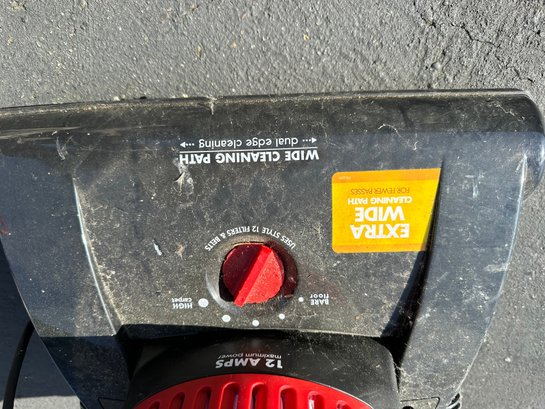 12 AMPS
maximum power
BARE
floor
HIGH
carpet
USES STYLE 12 FILTERS & BELTS
EXTRA
WIDE
CLEANING PATH
FOR FEWER PASSES
WIDE CLEANING PATH
dual edge cleaning